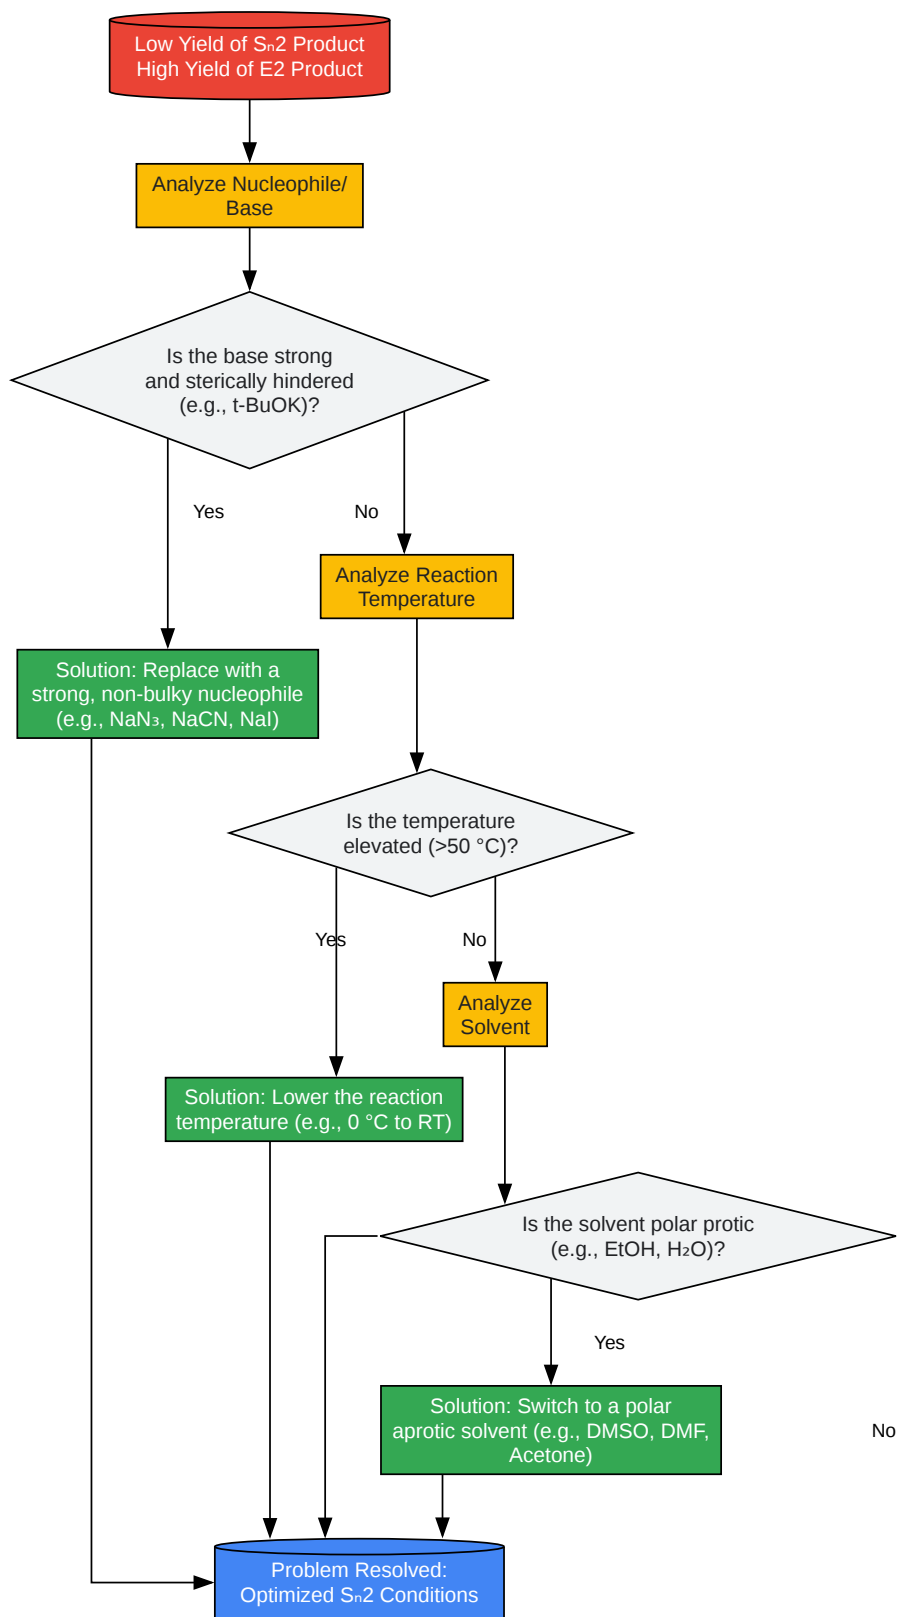 Low Yield of Sₙ2 Product
High Yield of E2 Product
Analyze Nucleophile/
Base
Is the base strong
and sterically hindered
(e.g., t-BuOK)?
Yes
No
Analyze Reaction
Temperature
Solution: Replace with a
strong, non-bulky nucleophile
(e.g., NaN₃, NaCN, NaI)
Is the temperature
elevated (>50 °C)?
Yes
No
Analyze
Solvent
Solution: Lower the reaction
temperature (e.g., 0 °C to RT)
Is the solvent polar protic
(e.g., EtOH, H₂O)?
Yes
Solution: Switch to a polar
aprotic solvent (e.g., DMSO, DMF,
Acetone)
No
Problem Resolved:
Optimized Sₙ2 Conditions